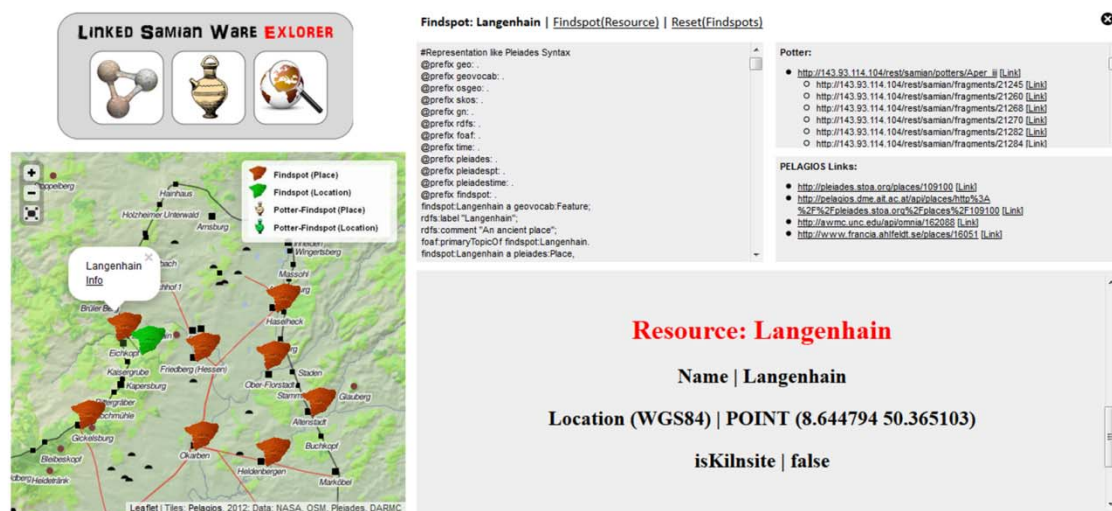 LINKED SAMIAN WARE EXLORER
Findspot: Langenhain | Findspot(Resource) | Reset(Findspots)
#Representation like Pleiades Syntax
@prefix geo: .
@prefix geovocab: .
@prefix osgeo: .
@prefix skos: .
@prefix gn: .
@prefix rdfs: .
@prefix foaf: .
@prefix time: .
@prefix pleiades: .
@prefix pleiadespt: .
@prefix pleiadestime: .
@prefix findspot: .
findspot:Langenhain a geovocab:Feature;
rdfs:label "Langenhain";
rdfs:comment "An ancient place";
foaf:primaryTopicOf findspot:Langenhain.
findspot:Langenhain a pleiades:Place,
Potter:
http://143.93.114.104/rest/samian/potters/Aper_iij [Link]
http://143.93.114.104/rest/samian/fragments/21245 [Link]
http://143.93.114.104/rest/samian/fragments/21260 [Link]
http://143.93.114.104/rest/samian/fragments/21268 [Link]
http://143.93.114.104/rest/samian/fragments/21270 [Link]
http://143.93.114.104/rest/samian/fragments/21282 [Link]
http://143.93.114.104/rest/samian/fragments/21284 [Link]
PELAGIOS Links:
http://pleiades.stoa.org/places/109100 [Link]
http://pelagios.dme.ait.ac.at/api/places/http%3A
%2F%2Fpleiades.stoa.org%2Fplaces%2F109100 [Link]
http://awmc.unc.edu/api/omnia/162088 [Link]
http://www.francia.ahlfeldt.se/places/16051 [Link]
+
−
Findspot (Place)
Findspot (Location)
Potter-Findspot (Place)
Potter-Findspot (Location)
Hainhaus
Holzheimer Unterwald
Arnsburg
Inheiden
Wingertsberg
Massohl
Langenhain
Info
Haselheck
Eichkopf
Friedberg (Hessen)
Kaisergrube
Kapersburg
Ober-Florstadt
Staden
Glauberg
Altenstadt
Gickelsburg
Buchkopf
Bleibeskopf
Heidetränk
Okarben
Heldenbergen
Marköbel
Leaflet | Tiles: Pelagios, 2012; Data: NASA, OSM, Pleiades, DARMC
Resource: Langenhain
Name | Langenhain
Location (WGS84) | POINT (8.644794 50.365103)
isKilnsite | false